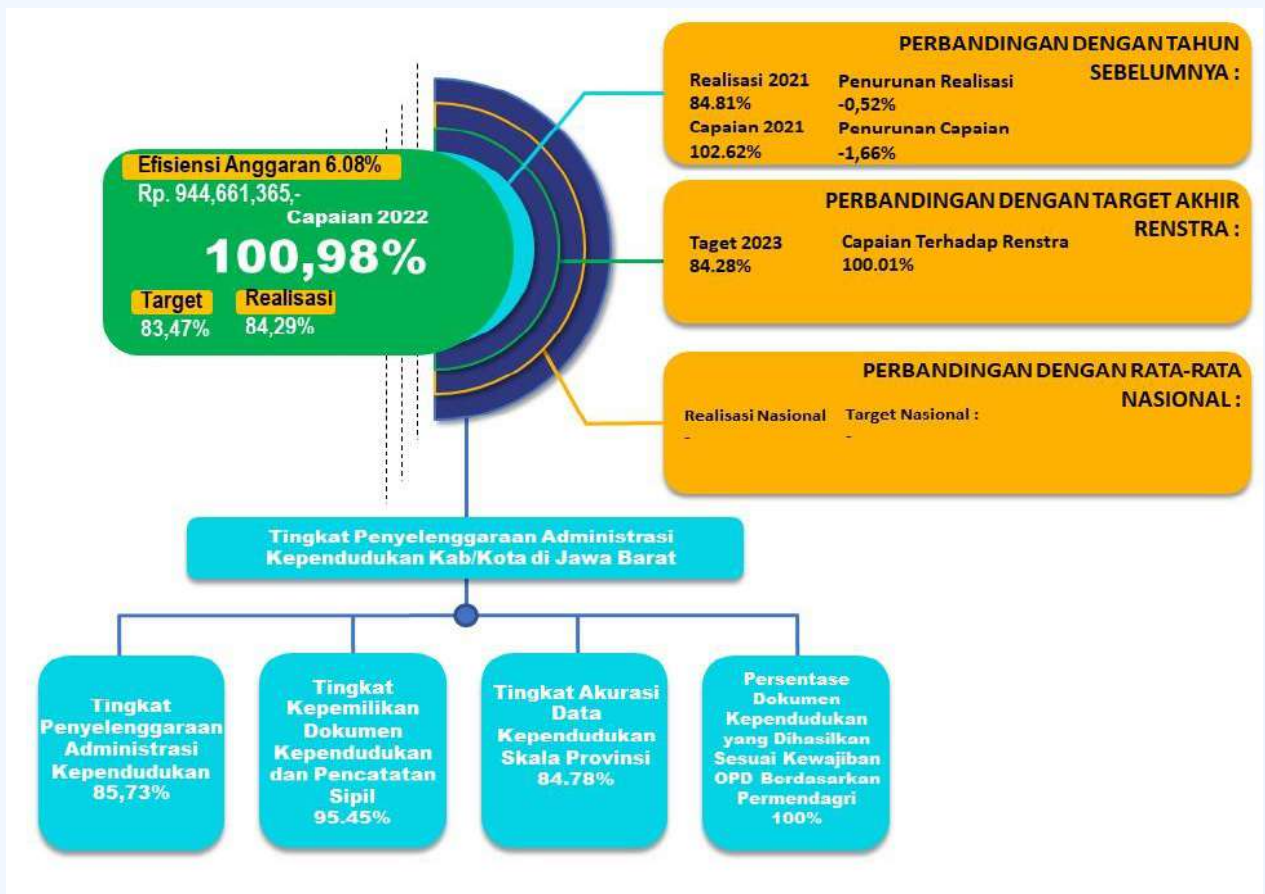 Efisiensi Anggaran 6.08%
Rp. 944,661,365,-
Capaian 2022
100,98%
Target
Realisasi
83,47%
84,29%
PERBANDINGAN DENGAN TAHUN
SEBELUMNYA :
Realisasi 2021
Penurunan Realisasi
84.81%
-0,52%
Capaian 2021
Penurunan Capaian
102.62%
-1,66%
PERBANDINGAN DENGAN TARGET AKHIR
RENSTRA :
Taget 2023
Capaian Terhadap Renstra
84.28%
100.01%
PERBANDINGAN DENGAN RATA-RATA
NASIONAL :
Realisasi Nasional
Target Nasional :
-
-
Tingkat Penyelenggaraan Administrasi
Kependudukan Kab/Kota di Jawa Barat
Tingkat
Penyelenggaraan
Administrasi
Kependudukan
85,73%
Tingkat
Kepemilikan
Dokumen
Kependudukan
dan Pencatatan
Sipil
95.45%
Tingkat Akurasi
Data
Kependudukan
Skala Provinsi
84.78%
Persentase
Dokumen
Kependudukan
yang Dihasilkan
Sesuai Kewajiban
OPD Berdasarkan
Permendagri
100%